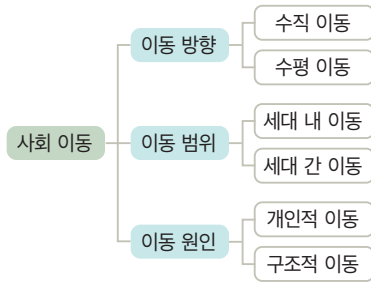 사회 이동
이동 방향
수직 이동
수평 이동
이동 범위
세대 내 이동
세대 간 이동
이동 원인
개인적 이동
구조적 이동